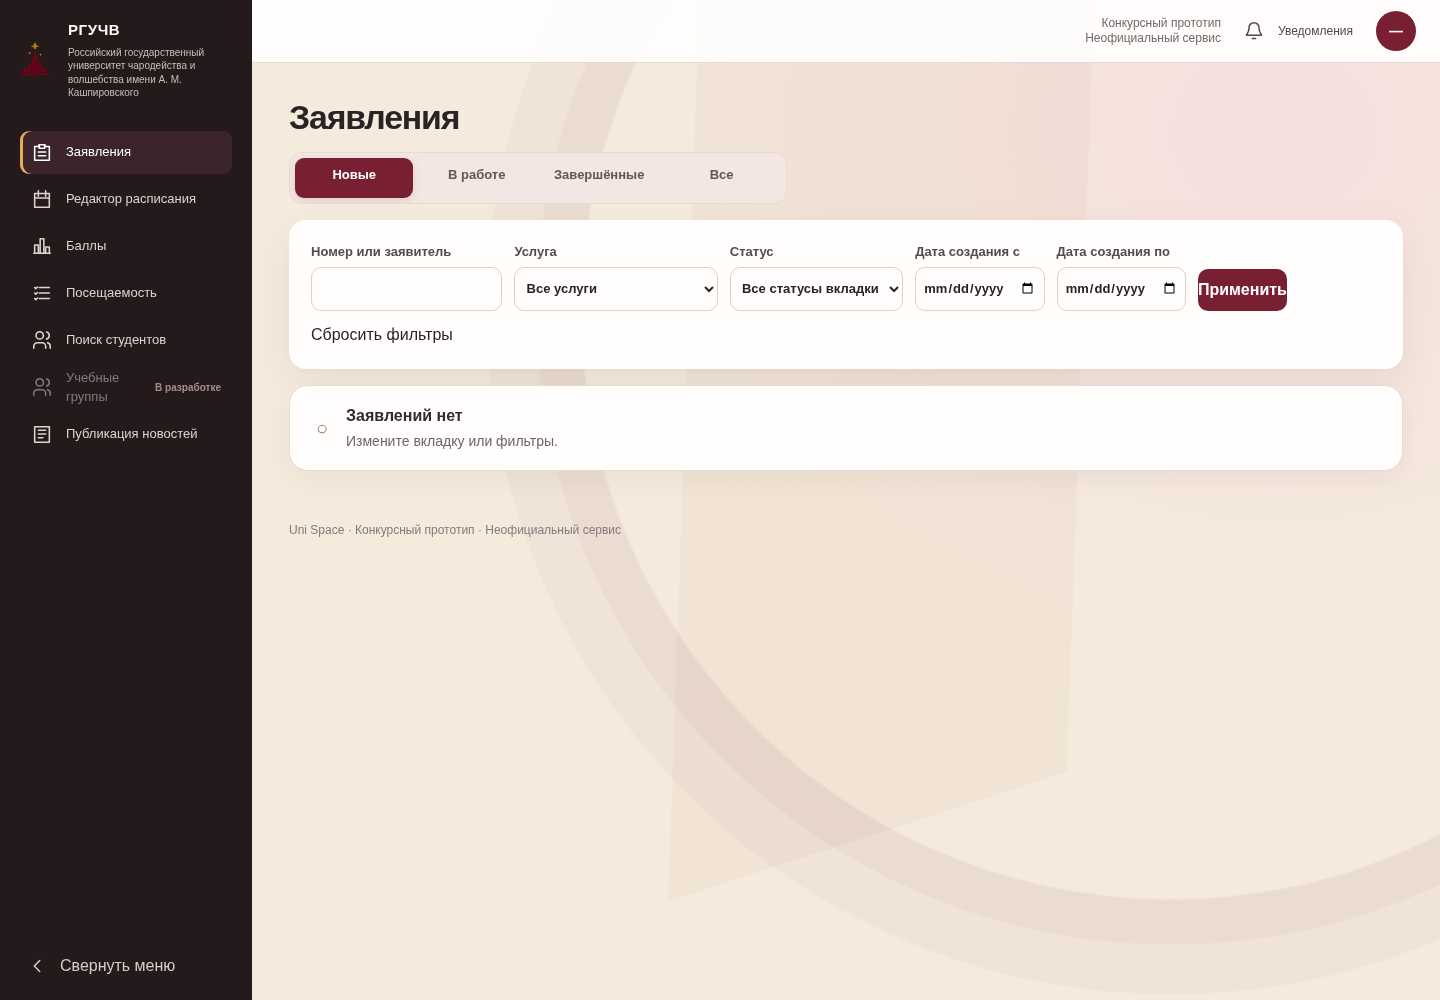 РГУЧВ
Российский государственный
университет чародейства и
волшебства имени А. М.
Кашпировского
Конкурсный прототип
Неофициальный сервис
Уведомления
—
Заявления
Редактор расписания
Баллы
Посещаемость
Поиск студентов
Учебные
группы
В разработке
Публикация новостей
Свернуть меню
Заявления
Новые
В работе
Завершённые
Все
Номер или заявитель
Услуга
Статус
Дата создания с
Дата создания по
Все услуги
Все статусы вкладки
mm/dd/yyyy
mm/dd/yyyy
Применить
Сбросить фильтры
Заявлений нет
Измените вкладку или фильтры.
Uni Space · Конкурсный прототип · Неофициальный сервис